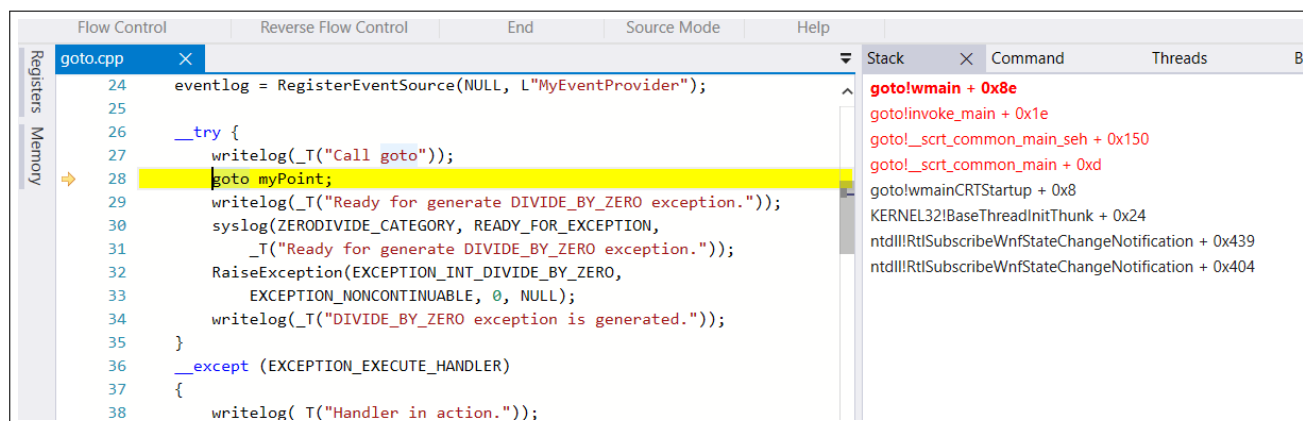 Flow Control Reverse Flow Control End Source Mode Help
Registers
Memory
goto.cpp
24 eventlog = RegisterEventSource(NULL, L"MyEventProvider");
25
26 __try {
27 writelog(_T("Call goto"));
28 goto myPoint;
29 writelog(_T("Ready for generate DIVIDE_BY_ZERO exception."));
30 syslog(ZERODIVIDE_CATEGORY, READY_FOR_EXCEPTION,
31 _T("Ready for generate DIVIDE_BY_ZERO exception."));
32 RaiseException(EXCEPTION_INT_DIVIDE_BY_ZERO,
33 EXCEPTION_NONCONTINUABLE, 0, NULL);
34 writelog(_T("DIVIDE_BY_ZERO exception is generated."));
35 }
36 __except (EXCEPTION_EXECUTE_HANDLER)
37 {
38 writelog(_T("Handler in action."));
Stack Command Threads B
goto!wmain + 0x8e
goto!invoke_main + 0x1e
goto!__scrt_common_main_seh + 0x150
goto!__scrt_common_main + 0xd
goto!wmainCRTStartup + 0x8
KERNEL32!BaseThreadInitThunk + 0x24
ntdll!RtlSubscribeWnfStateChangeNotification + 0x439
ntdll!RtlSubscribeWnfStateChangeNotification + 0x404